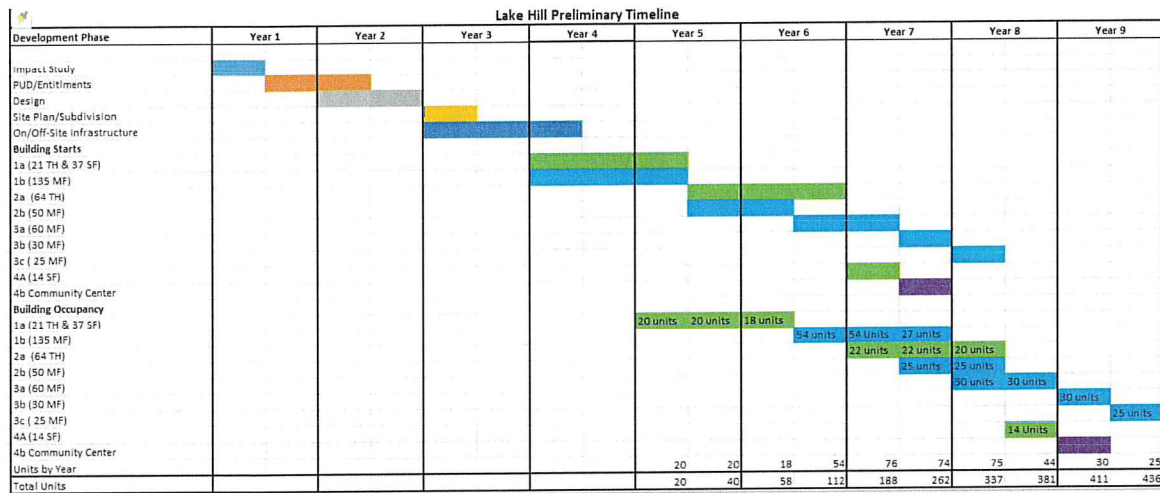 Lake Hill Preliminary Timeline
Development Phase Year 1 Year 2 Year 3 Year 4 Year 5 Year 6 Year 7 Year 8 Year 9
Impact Study
PUD/Entitlments
Design
Site Plan/Subdivision
On/Off-Site Infrastructure
Building Starts
1a (21 TH & 37 SF)
1b (135 MF)
2a (64 TH)
2b (50 MF)
3a (60 MF)
3b (30 MF)
3c ( 25 MF)
4A (14 SF)
4b Community Center
Building Occupancy
1a (21 TH & 37 SF) 20 units 20 units 18 units
1b (135 MF) 54 units 54 Units 27 units
2a (64 TH) 22 units 22 units 20 units
2b (50 MF) 25 units 25 units
3a (60 MF) 30 units 30 units
3b (30 MF) 30 units
3c ( 25 MF) 25 units
4A (14 SF) 14 Units
4b Community Center
Units by Year 20 20 18 54 76 74 75 44 30 25
Total Units 20 40 58 112 188 262 337 381 411 436